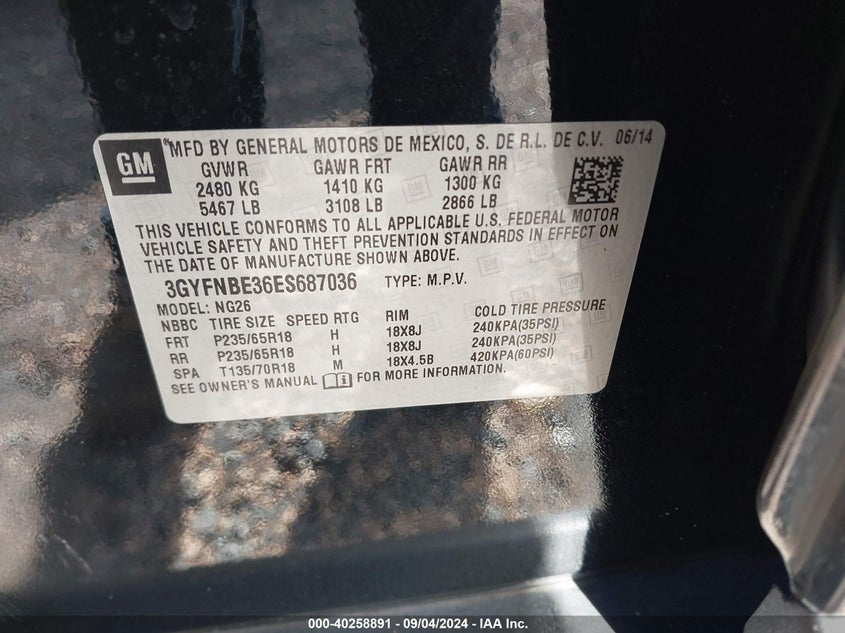 GM
MFD BY GENERAL MOTORS DE MEXICO, S. DE R.L. DE C.V. 06/14
GVWR GAWR FRT GAWR RR
2480 KG 1410 KG 1300 KG
5467 LB 3108 LB 2866 LB
THIS VEHICLE CONFORMS TO ALL APPLICABLE U.S. FEDERAL MOTOR
VEHICLE SAFETY AND THEFT PREVENTION STANDARDS IN EFFECT ON
THE DATE OF MANUFACTURE SHOWN ABOVE.
3GYFNBE36ES687036 TYPE: M.P.V.
MODEL: NG26
NBBC TIRE SIZE SPEED RTG RIM COLD TIRE PRESSURE
FRT P235/65R18 H 18X8J 240KPA(35PSI)
RR P235/65R18 H 18X8J 240KPA(35PSI)
SPA T135/70R18 M 18X4.5B 420KPA(60PSI)
SEE OWNER'S MANUAL FOR MORE INFORMATION.
000-40258891 - 09/04/2024 - IAA Inc.